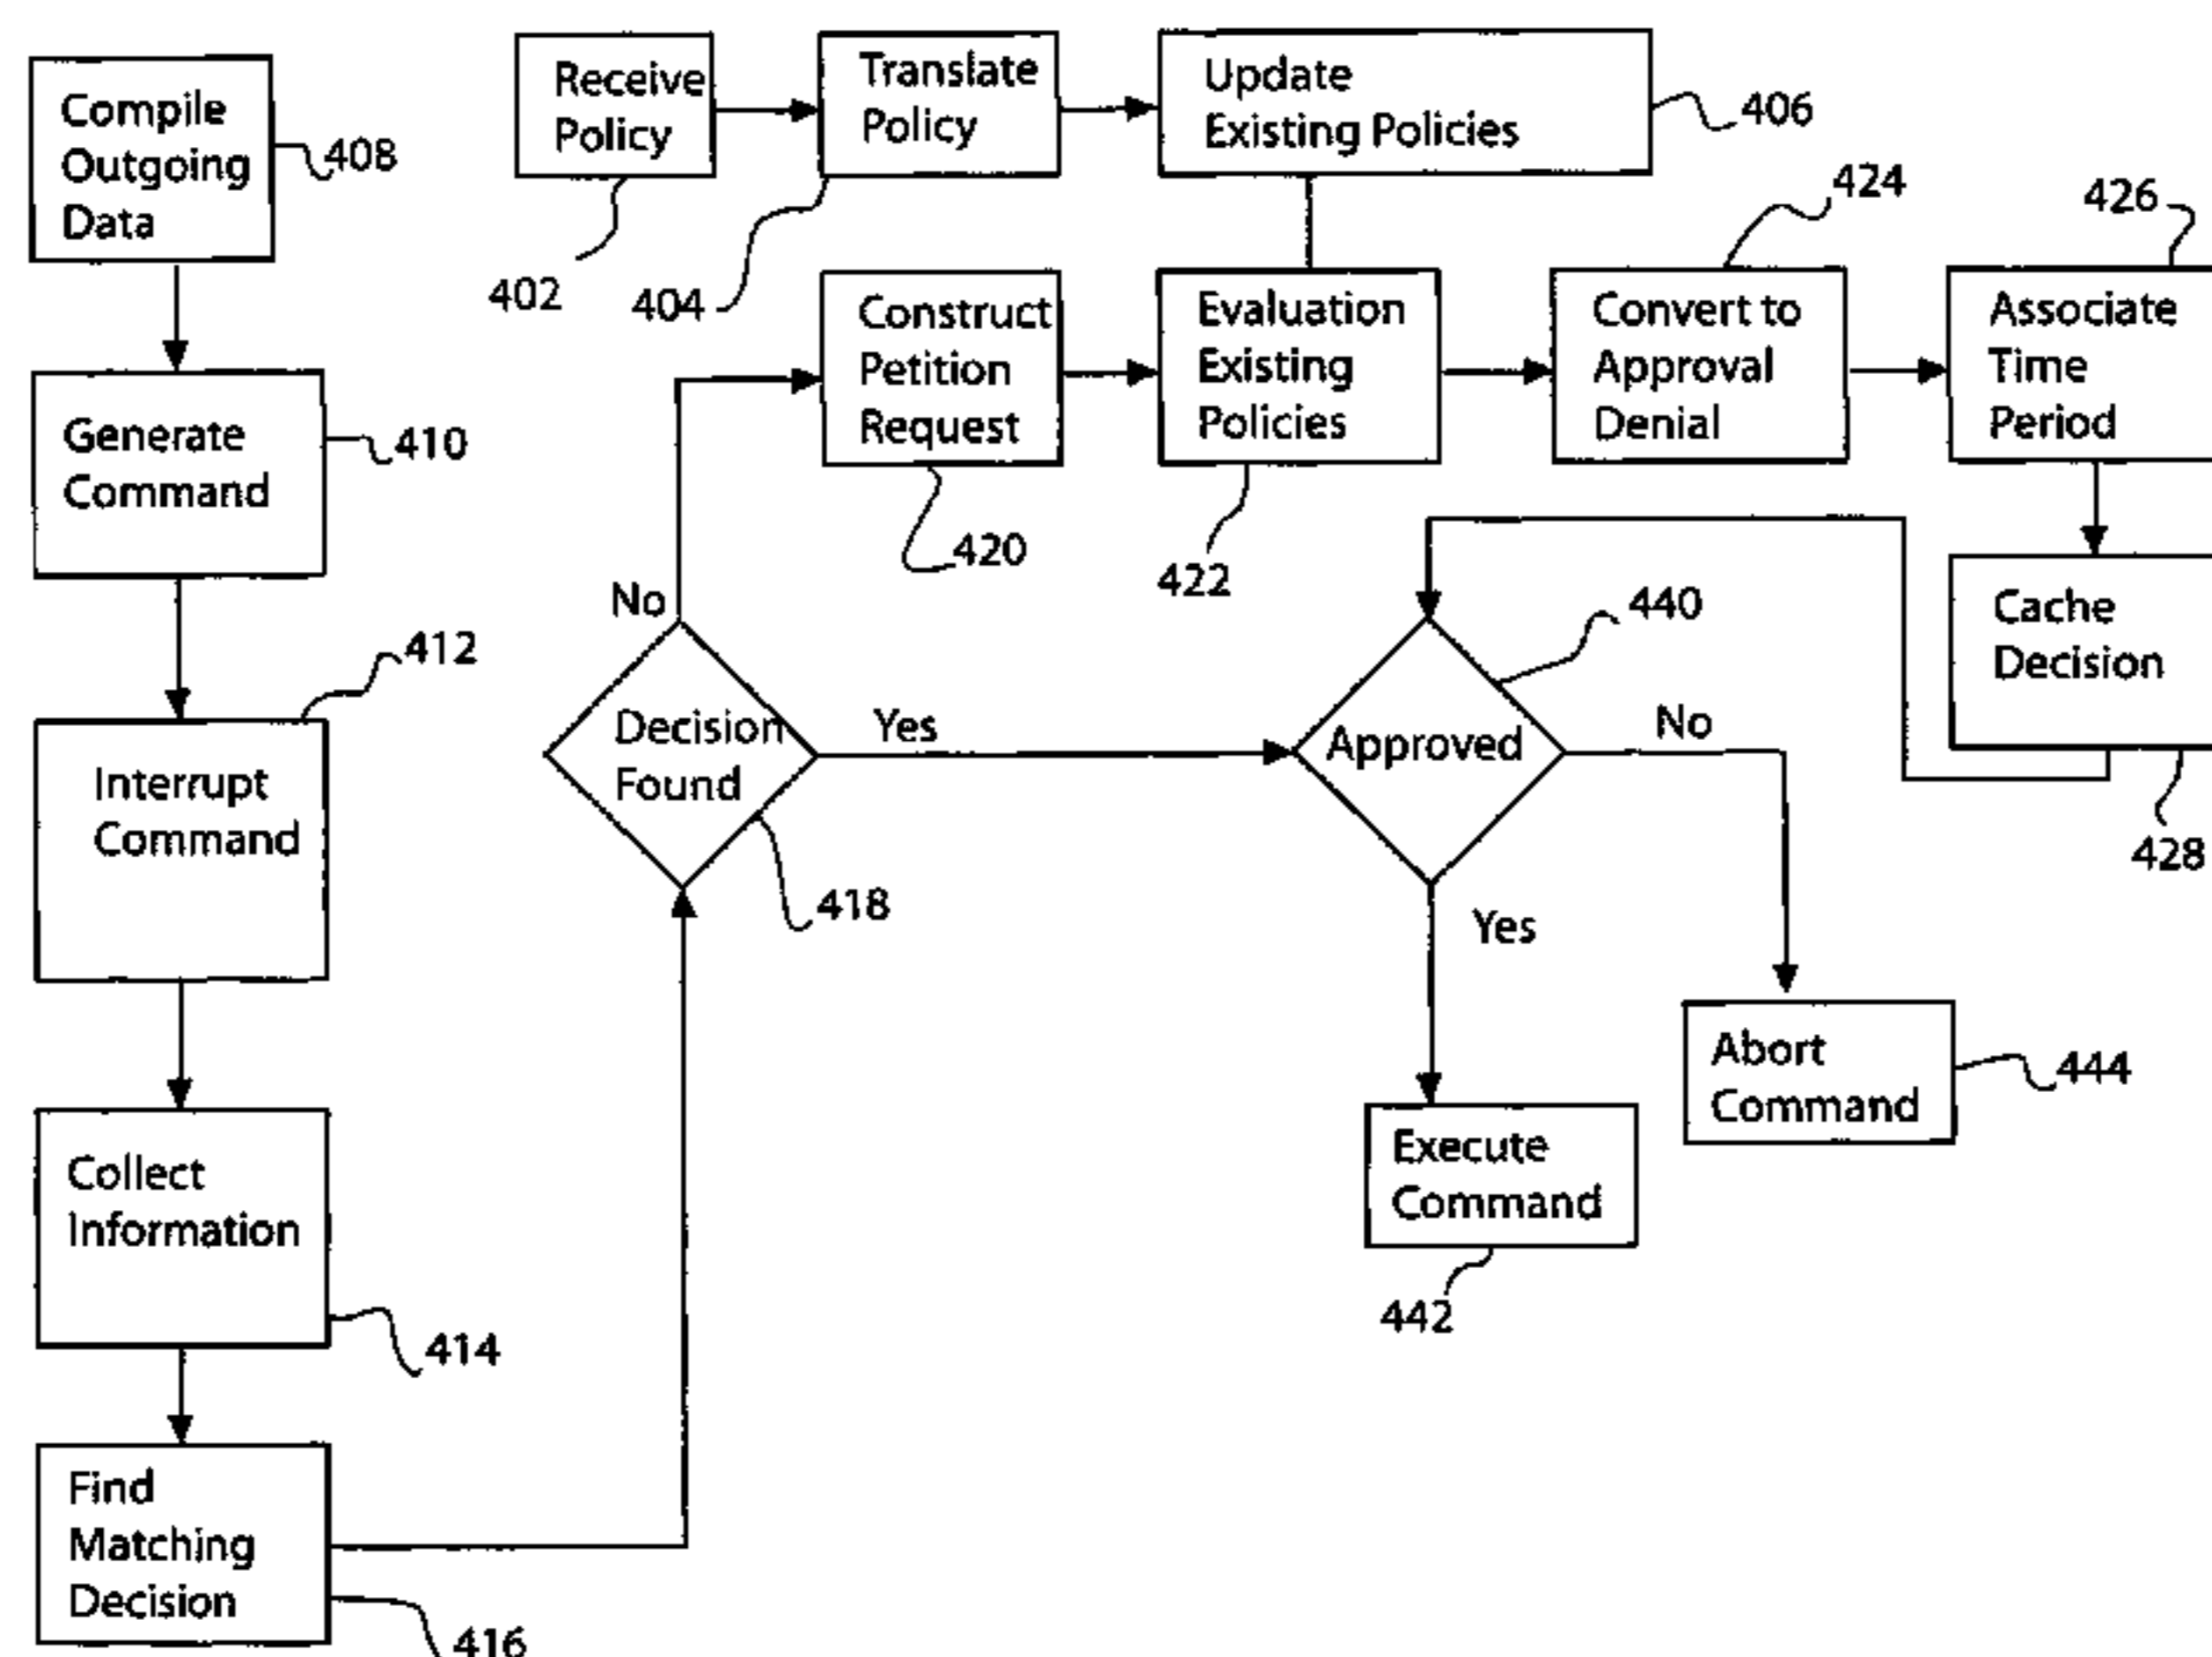 Compile
Outgoing
Data
408
Receive
Policy
402
Translate
Policy
404
Update
Existing Policies
406
Generate
Command
410
Construct
Petition
Request
420
Evaluation
Existing
Policies
422
424
Convert to
Approval
Denial
426
Associate
Time
Period
Cache
Decision
428
412
Interrupt
Command
No
Decision
Found
Yes
418
440
Approved
No
Yes
Abort
Command
444
Execute
Command
442
Collect
Information
414
Find
Matching
Decision
416